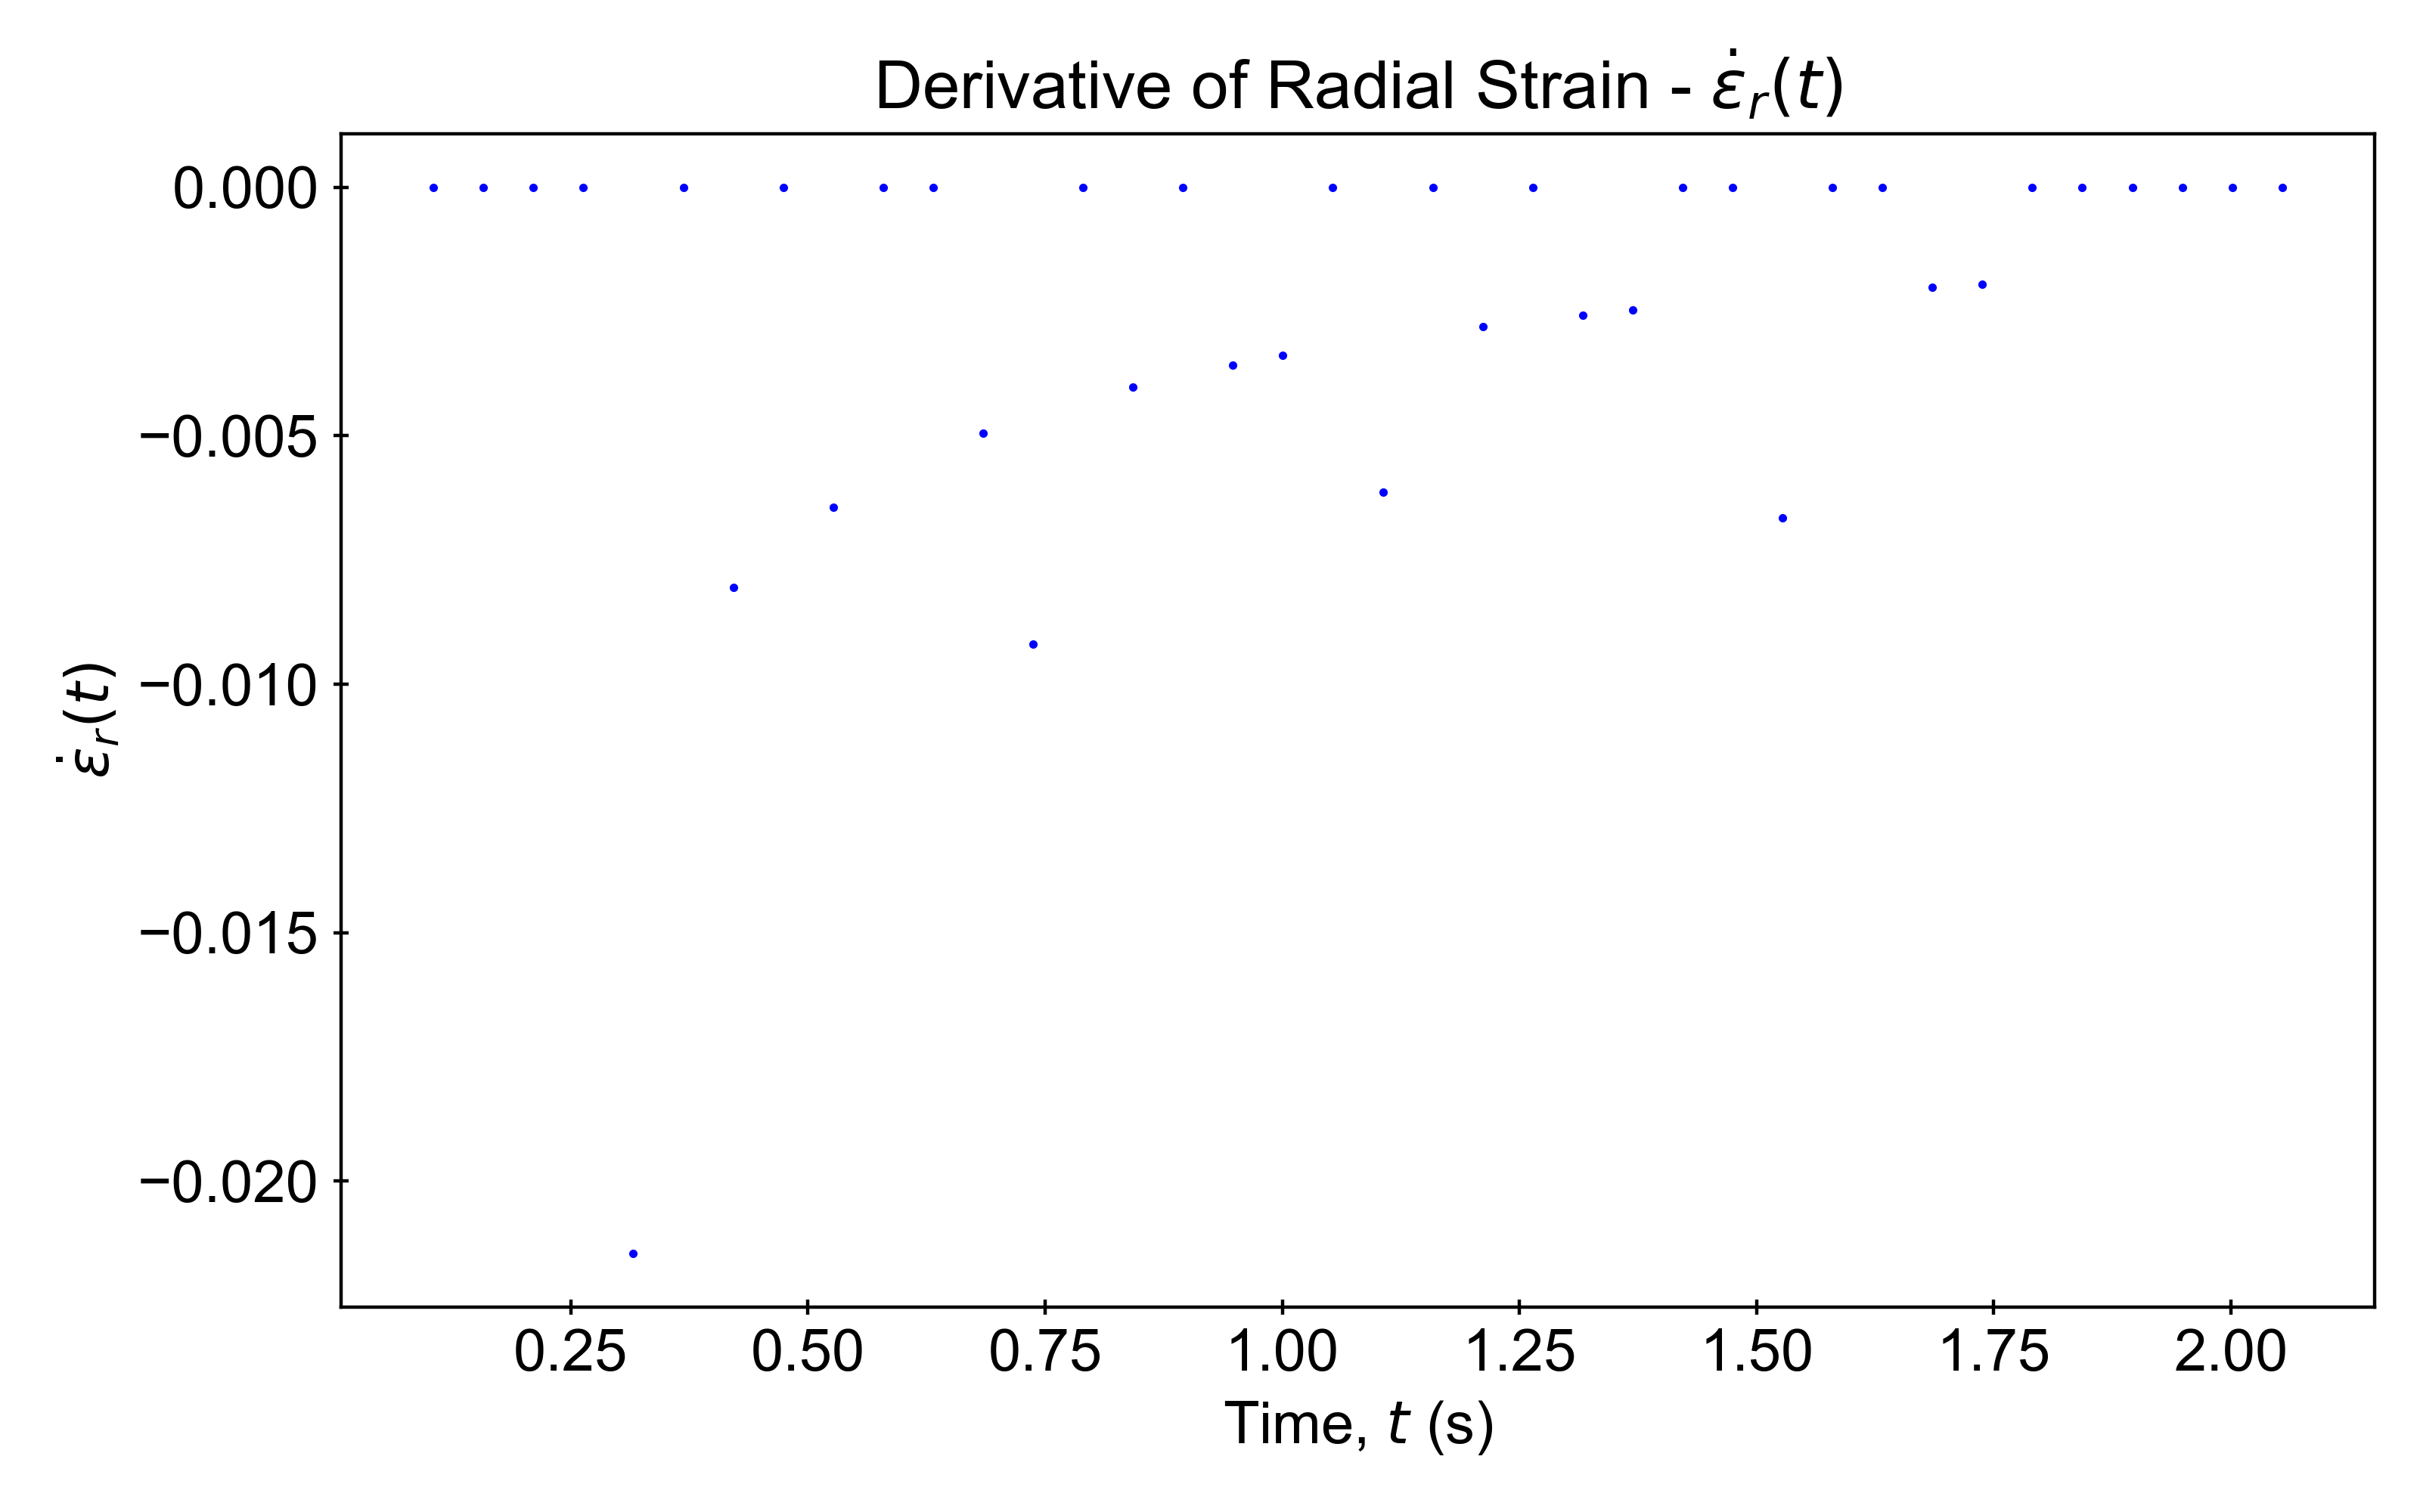 Derivative of Radial Strain - ε̇ᵣ(t)
0.000
−0.005
−0.010
−0.015
−0.020
ε̇ᵣ(t)
0.25 0.50 0.75 1.00 1.25 1.50 1.75 2.00
Time, t (s)